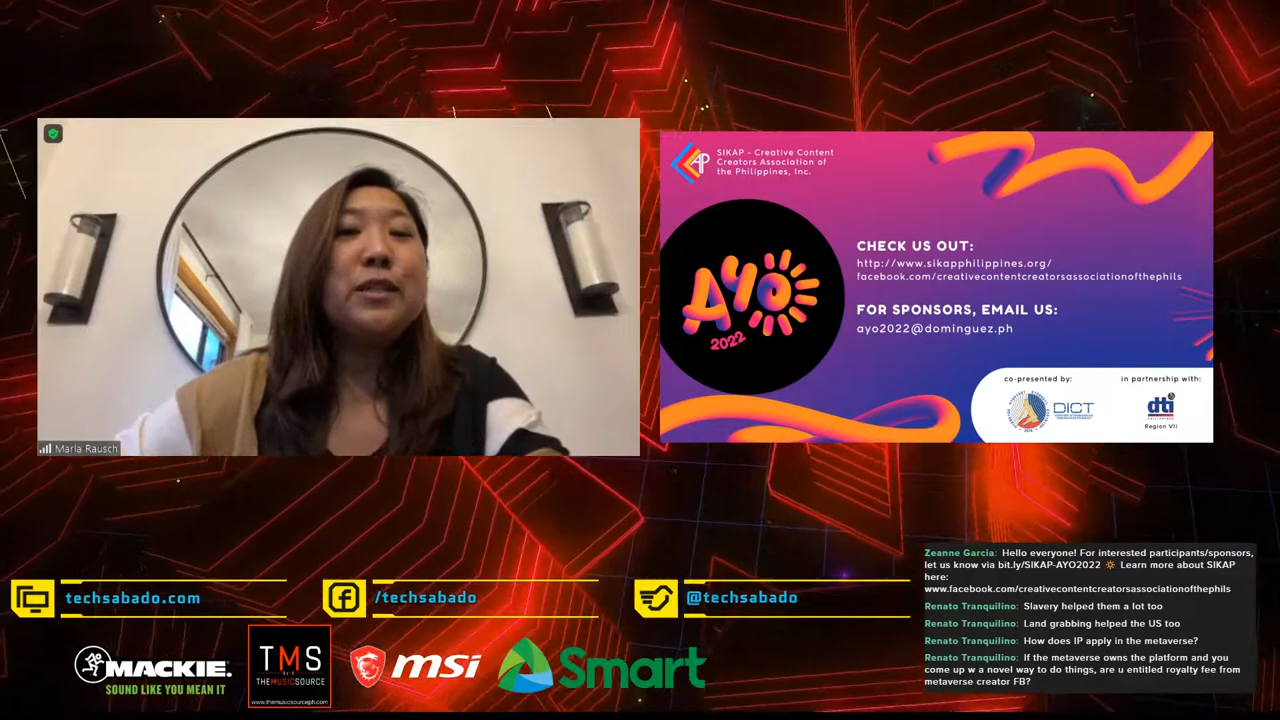 Marla Rausch
AP
SIKAP - Creative Content
Creators Association of
the Philippines, Inc.
AYO
2022
CHECK US OUT:
http://www.sikapphilippines.org/
facebook.com/creativecontentcreatorsassociationofthephils
FOR SPONSORS, EMAIL US:
ayo2022@dominguez.ph
co-presented by:
in partnership with:
DICT
dti
PHILIPPINES
Region VII
techsabado.com
/techsabado
@techsabado
MACKIE.
SOUND LIKE YOU MEAN IT
TMS
THEMUSICSOURCE
www.themusicsourceph.com
msi
Smart
Zeanne Garcia: Hello everyone! For interested participants/sponsors,
let us know via bit.ly/SIKAP-AYO2022 🔆 Learn more about SIKAP
here:
www.facebook.com/creativecontentcreatorsassociationofthephils
Renato Tranquilino: Slavery helped them a lot too
Renato Tranquilino: Land grabbing helped the US too
Renato Tranquilino: How does IP apply in the metaverse?
Renato Tranquilino: If the metaverse owns the platform and you
come up w a novel way to do things, are u entitled royalty fee from
metaverse creator FB?